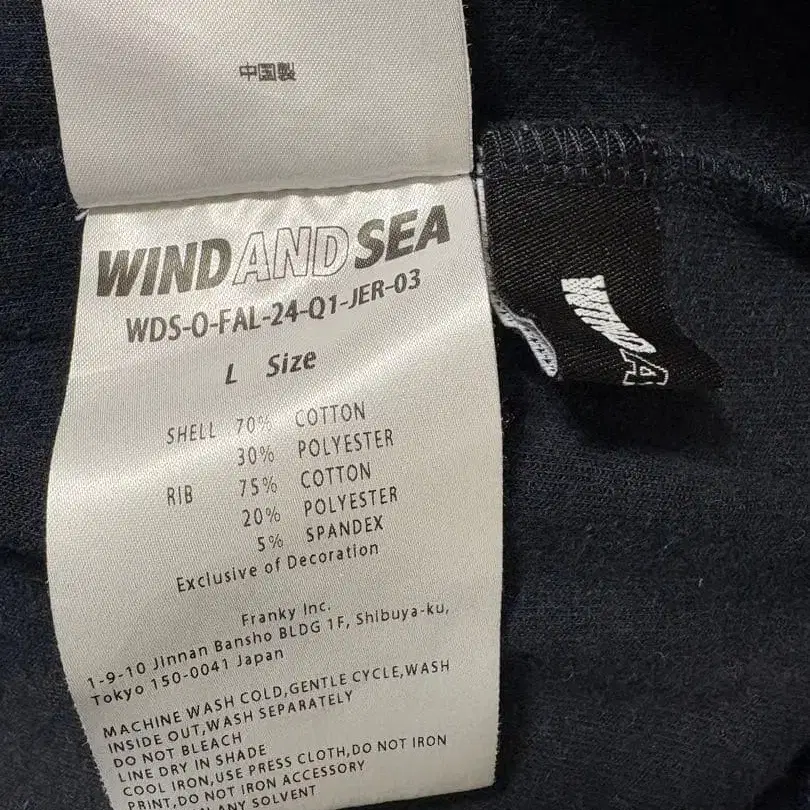 中国製
WIND AND SEA
WDS-O-FAL-24-Q1-JER-03
L Size
SHELL 70% COTTON
30% POLYESTER
RIB 75% COTTON
20% POLYESTER
5% SPANDEX
Exclusive of Decoration
Franky Inc.
1-9-10 Jinnan Bansho BLDG 1F, Shibuya-ku,
Tokyo 150-0041 Japan
MACHINE WASH COLD,GENTLE CYCLE,WASH
INSIDE OUT,WASH SEPARATELY
DO NOT BLEACH
LINE DRY IN SHADE
COOL IRON,USE PRESS CLOTH,DO NOT IRON
PRINT,DO NOT IRON ACCESSORY
ANY SOLVENT
WIND A